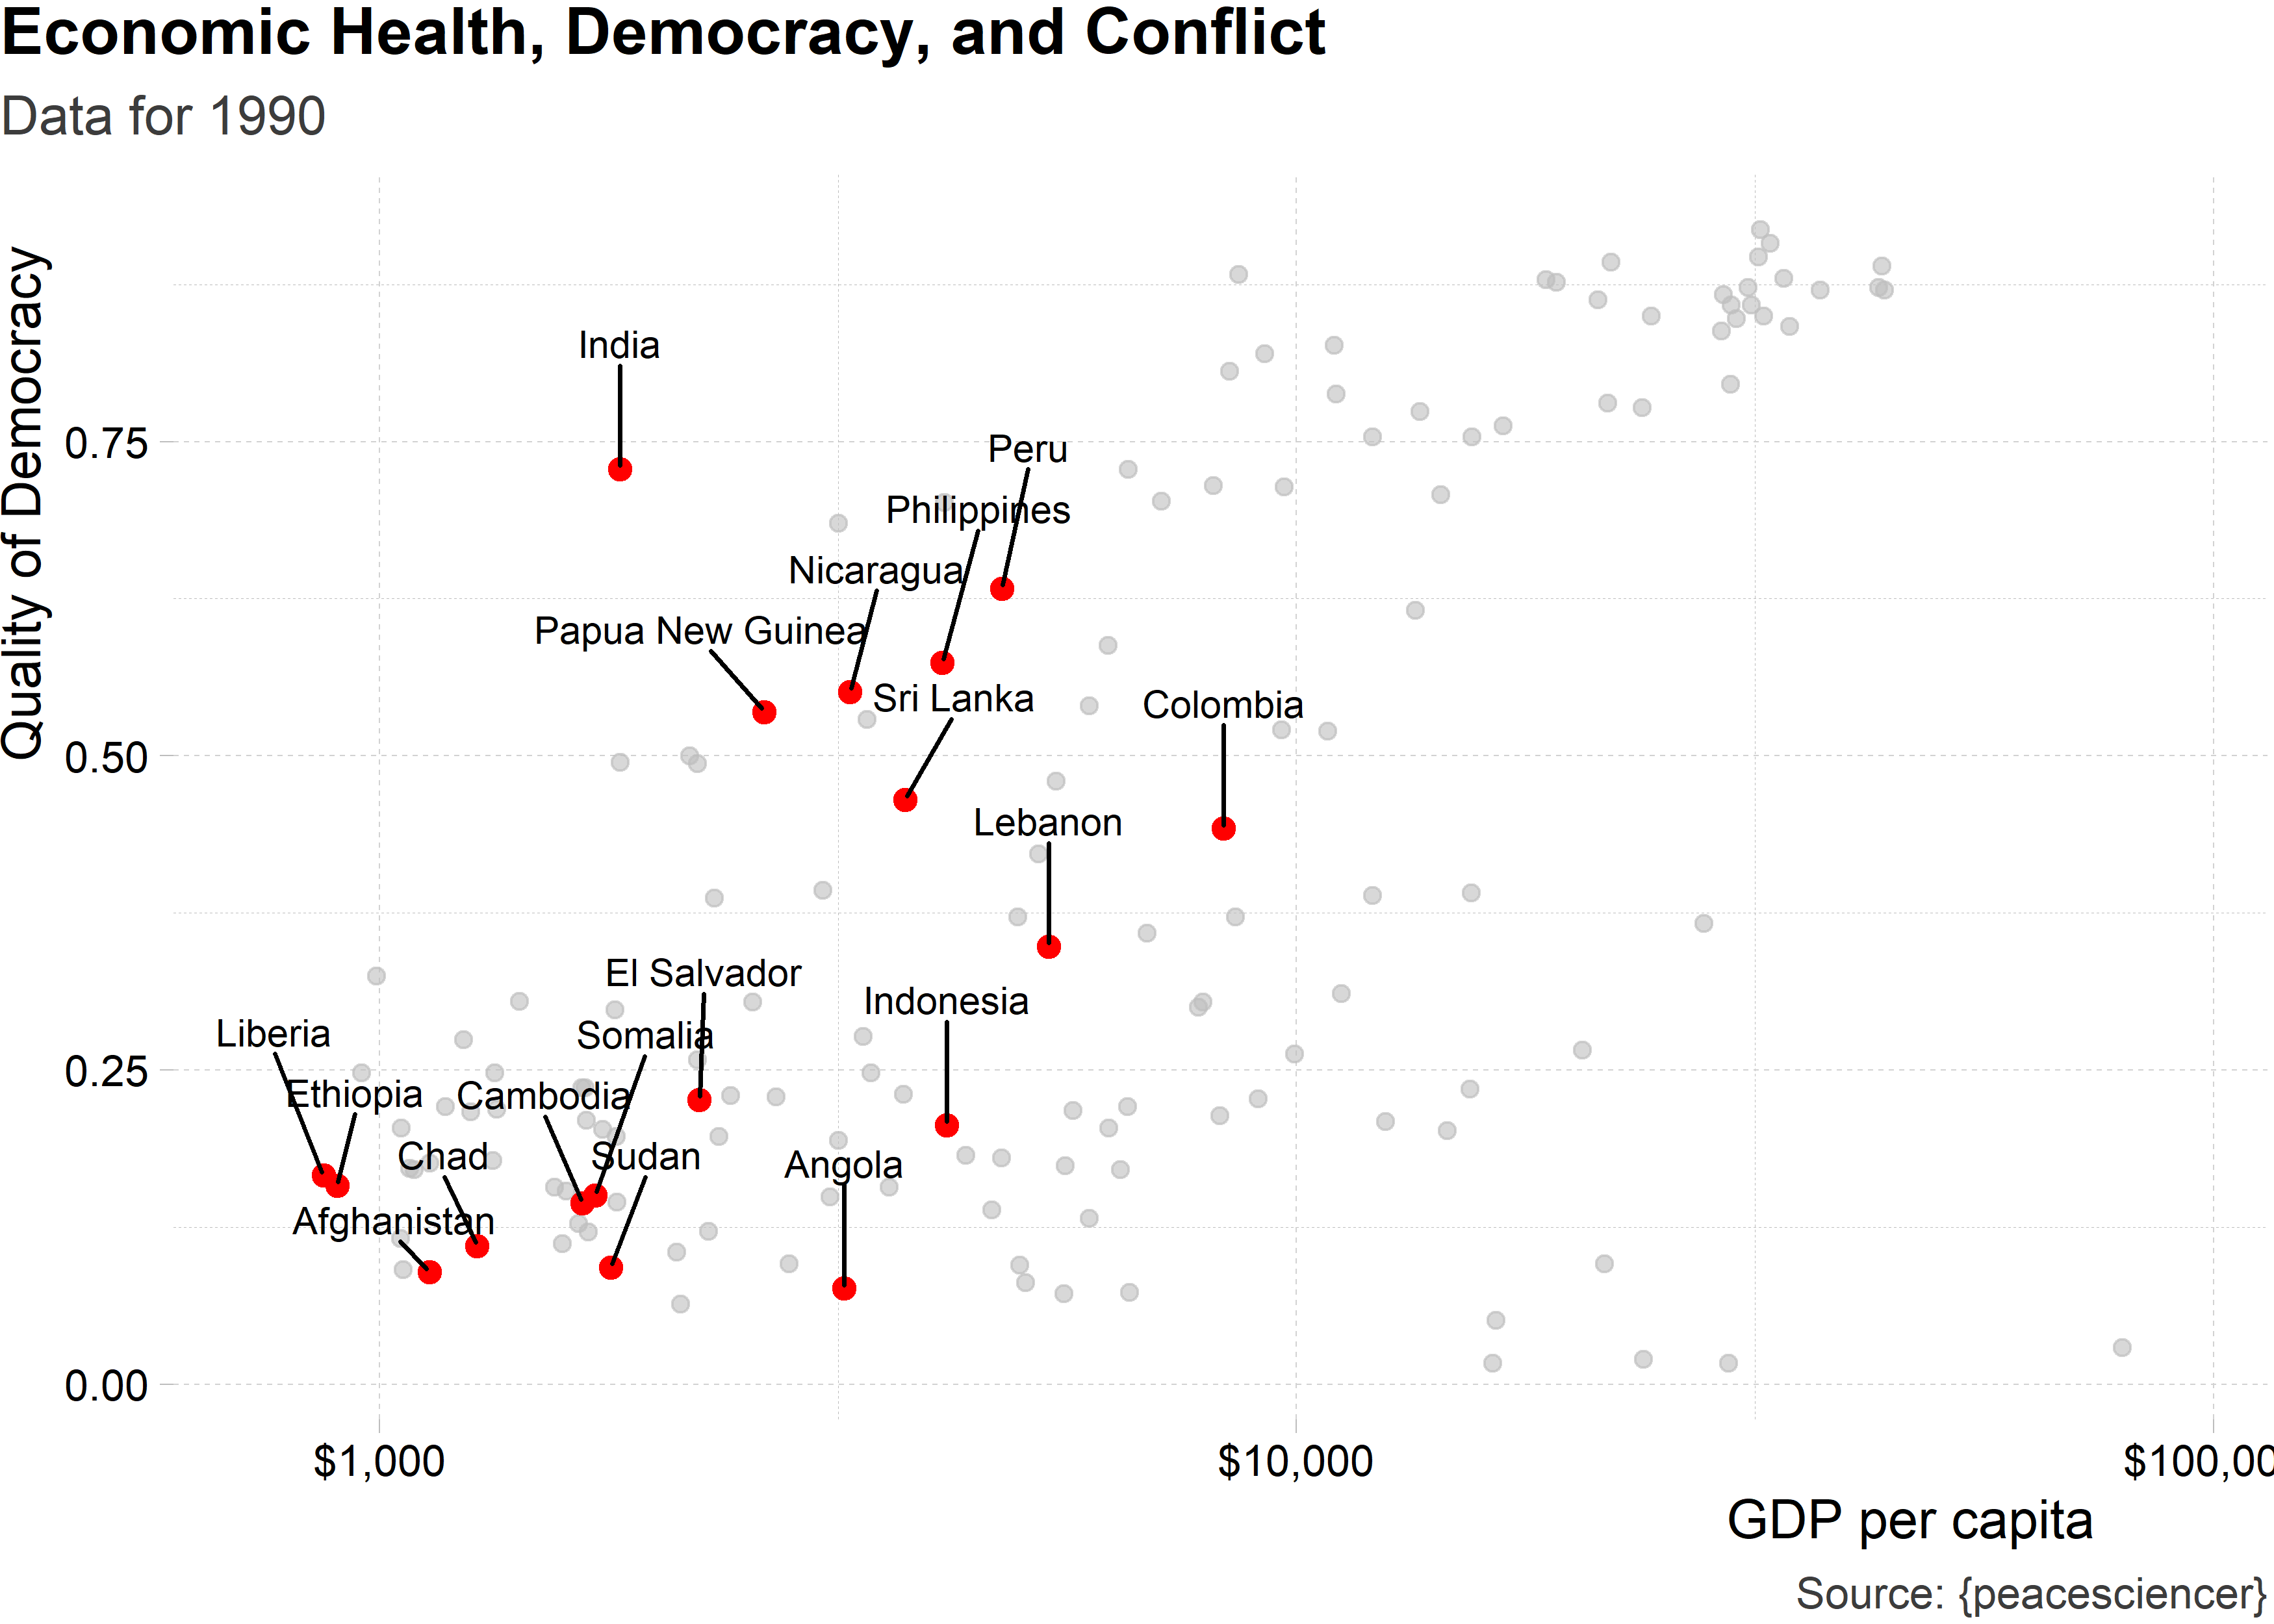 Economic Health, Democracy, and Conflict
Data for 1990
Quality of Democracy
India
0.75
Peru
Philippines
Nicaragua
Papua New Guinea
Sri Lanka
Colombia
0.50
Lebanon
El Salvador
Indonesia
Liberia
Somalia
0.25
Ethiopia
Cambodia
Chad
Sudan
Angola
Afghanistan
0.00
$1,000
$10,000
$100,00
GDP per capita
Source: {peacesciencer}